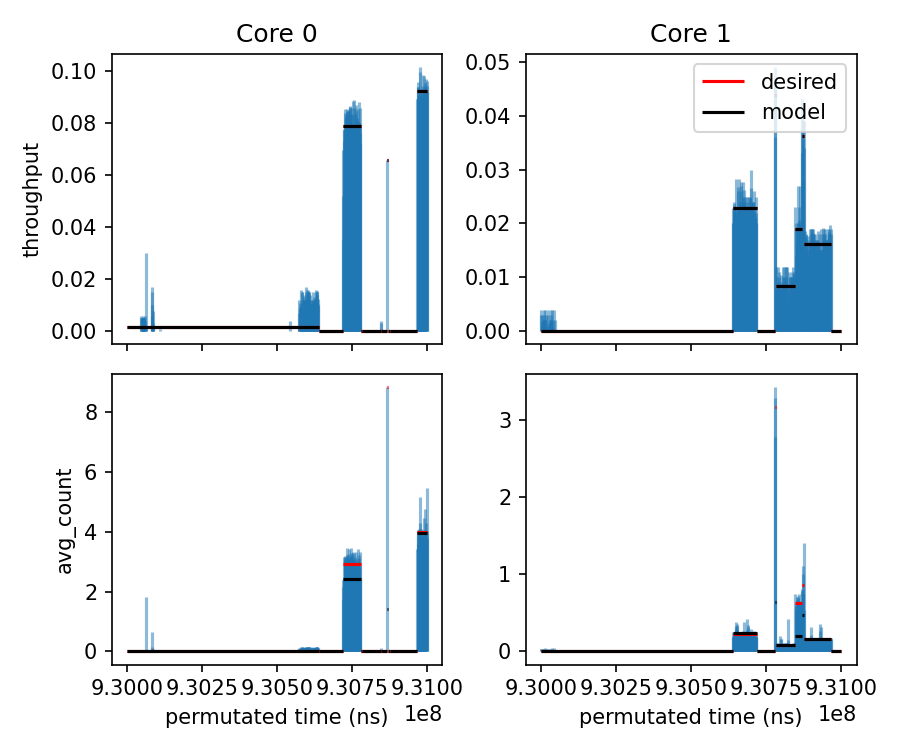 Core 0
Core 1
throughput
0.10
0.08
0.06
0.04
0.02
0.00
0.05
0.04
0.03
0.02
0.01
0.00
desired
model
avg_count
8
6
4
2
0
3
2
1
0
9.3000 9.3025 9.3050 9.3075 9.3100
1e8
permutated time (ns)
9.3000 9.3025 9.3050 9.3075 9.3100
1e8
permutated time (ns)